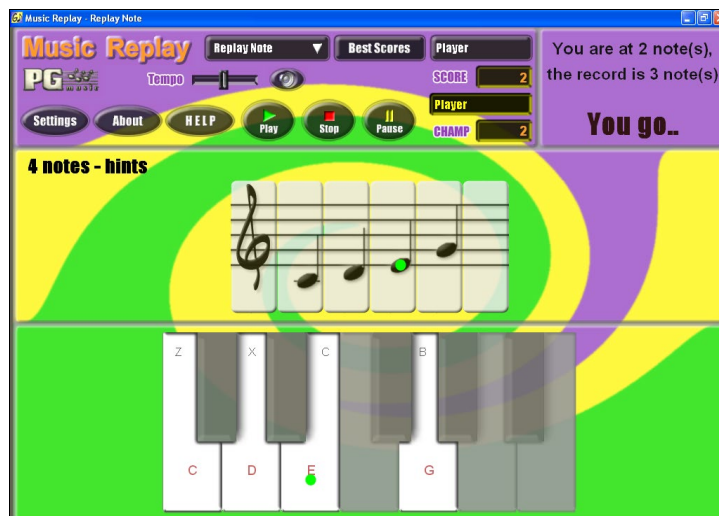 Music Replay - Replay Note
Music Replay
Replay Note
Best Scores
Player
PG music
Tempo
SCORE 2
Player
CHAMP 2
Settings
About
HELP
Play
Stop
Pause
You are at 2 note(s),
the record is 3 note(s)
You go..
4 notes - hints
Z X C B
C D E G